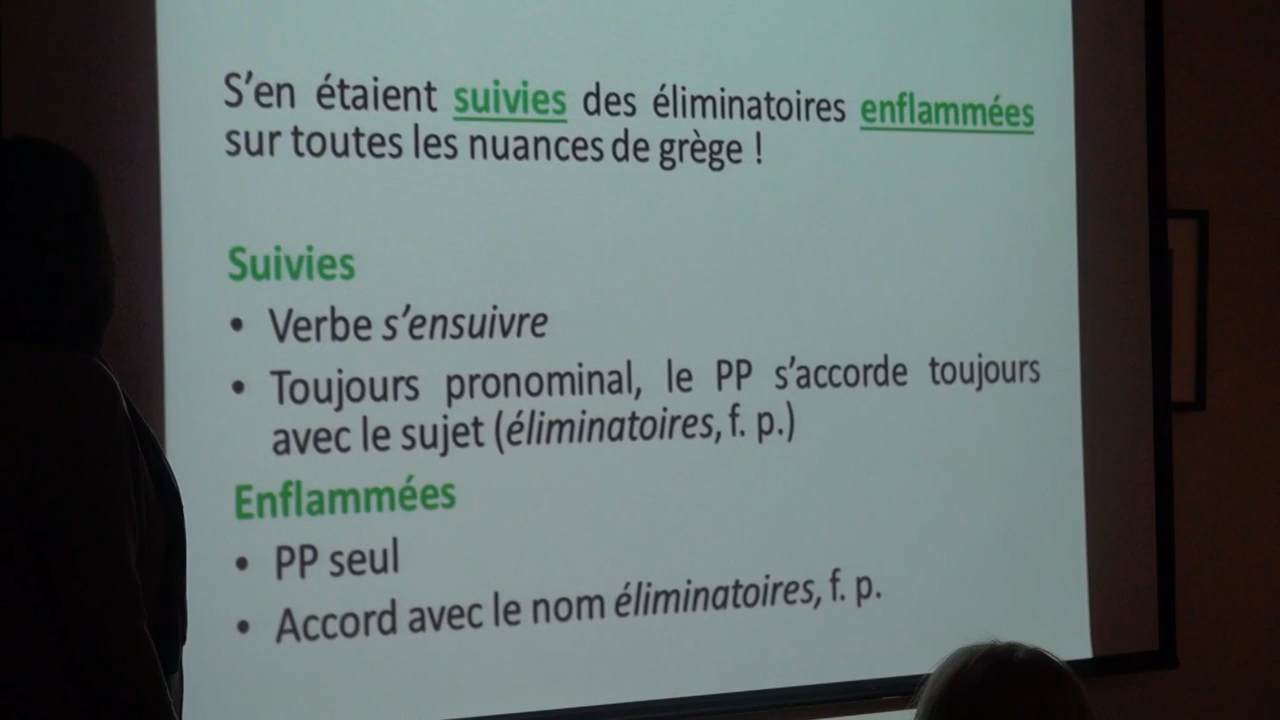 S'en étaient suivies des éliminatoires enflammées
sur toutes les nuances de grège !
Suivies
• Verbe s'ensuivre
• Toujours pronominal, le PP s'accorde toujours
avec le sujet (éliminatoires, f. p.)
Enflammées
• PP seul
• Accord avec le nom éliminatoires, f. p.